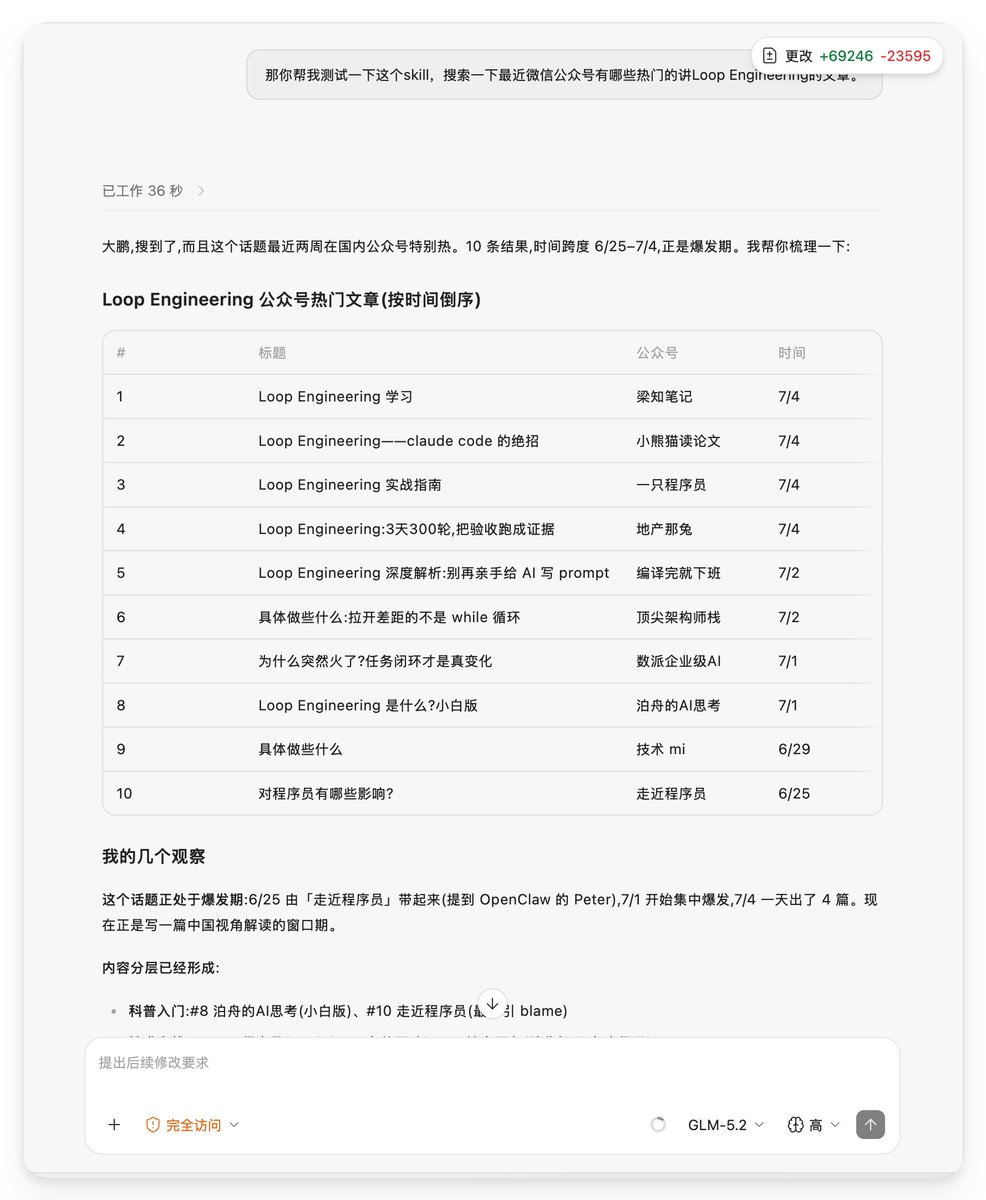 更改 +69246 -23595
那你帮我测试一下这个skill，搜索一下最近微信公众号有哪些热门的讲Loop Engineering的文章。
已工作 36 秒
大鹏,搜到了,而且这个话题最近两周在国内公众号特别热。10 条结果,时间跨度 6/25–7/4,正是爆发期。我帮你梳理一下:
Loop Engineering 公众号热门文章(按时间倒序)
# 标题 公众号 时间
1 Loop Engineering 学习 梁知笔记 7/4
2 Loop Engineering——claude code 的绝招 小熊猫读论文 7/4
3 Loop Engineering 实战指南 一只程序员 7/4
4 Loop Engineering:3天300轮,把验收跑成证据 地产那兔 7/4
5 Loop Engineering 深度解析:别再亲手给 AI 写 prompt 编译完就下班 7/2
6 具体做些什么:拉开差距的不是 while 循环 顶尖架构师栈 7/2
7 为什么突然火了?任务闭环才是真变化 数派企业级AI 7/1
8 Loop Engineering 是什么?小白版 泊舟的AI思考 7/1
9 具体做些什么 技术 mi 6/29
10 对程序员有哪些影响? 走近程序员 6/25
我的几个观察
这个话题正处于爆发期:6/25 由「走近程序员」带起来(提到 OpenClaw 的 Peter),7/1 开始集中爆发,7/4 一天出了 4 篇。现
在正是写一篇中国视角解读的窗口期。
内容分层已经形成:
科普入门:#8 泊舟的AI思考(小白版)、#10 走近程序员( blame)
提出后续修改要求
完全访问
GLM-5.2
高